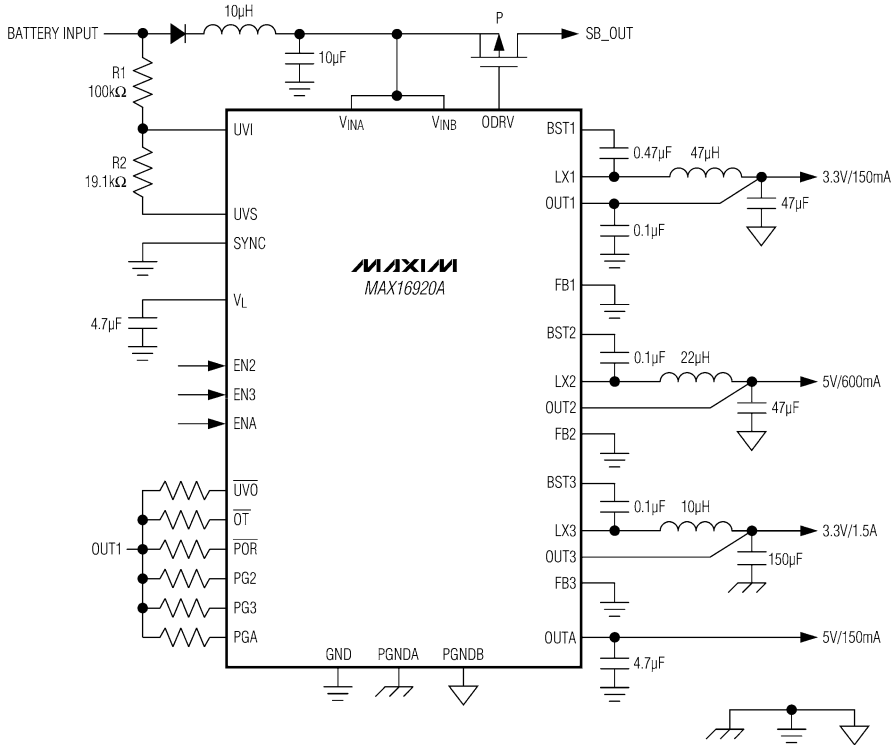 10µH
P
BATTERY INPUT
SB_OUT
10µF
R1
100kΩ
VINA
VINB
ODRV
UVI
BST1
0.47µF
47µH
R2
19.1kΩ
LX1
3.3V/150mA
OUT1
47µF
UVS
0.1µF
SYNC
MAXIM
MAX16920A
FB1
VL
4.7µF
BST2
0.1µF
22µH
EN2
LX2
5V/600mA
EN3
OUT2
47µF
ENA
FB2
BST3
UVO
0.1µF
10µH
OT
LX3
3.3V/1.5A
OUT1
POR
OUT3
150µF
PG2
FB3
PG3
PGA
OUTA
5V/150mA
GND
PGNDA
PGNDB
4.7µF